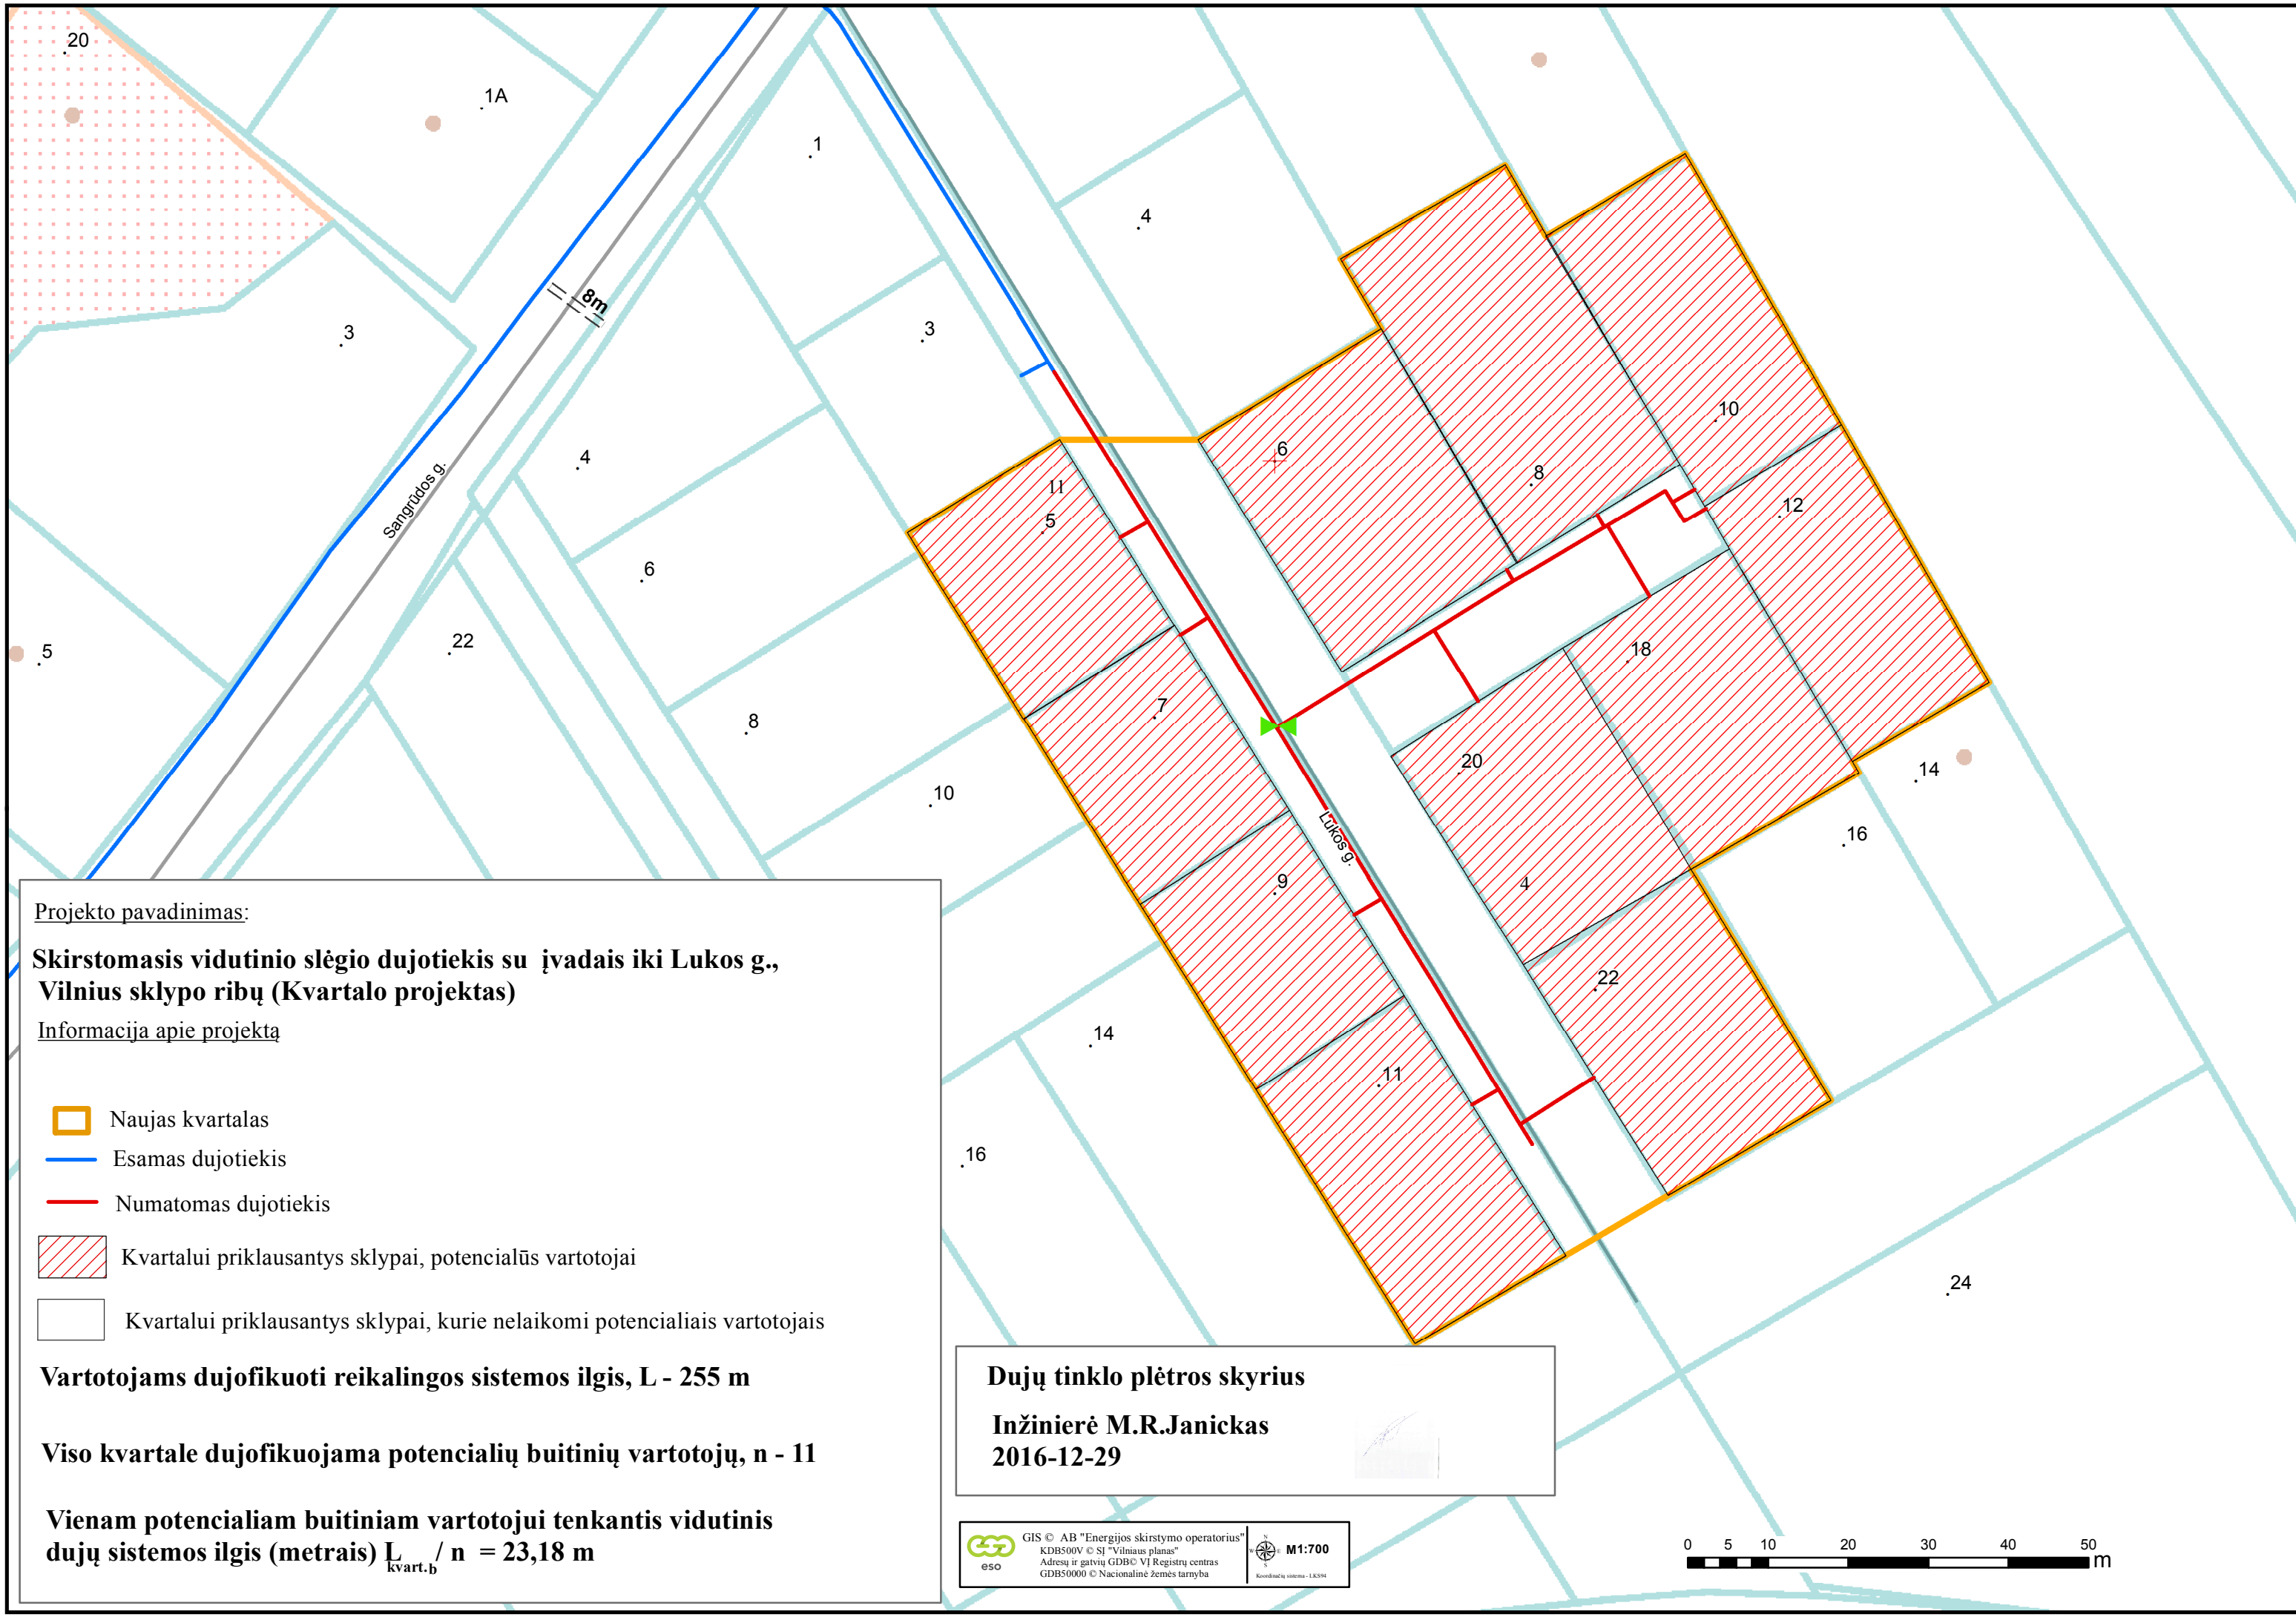 20
1A
1
4
3
8m
3
10
6
8
12
4
11
5
Sangrūdos g.
6
22
5
18
7
8
20
14
10
16
Lukos g.
9
4
22
14
11
16
24
Projekto pavadinimas:
Skirstomasis vidutinio slėgio dujotiekis su įvadais iki Lukos g.,
Vilnius sklypo ribų (Kvartalo projektas)
Informacija apie projektą
Naujas kvartalas
Esamas dujotiekis
Numatomas dujotiekis
Kvartalui priklausantys sklypai, potencialūs vartotojai
Kvartalui priklausantys sklypai, kurie nelaikomi potencialiais vartotojais
Vartotojams dujofikuoti reikalingos sistemos ilgis, L - 255 m
Viso kvartale dujofikuojama potencialių buitinių vartotojų, n - 11
Vienam potencialiam buitiniam vartotojui tenkantis vidutinis
dujų sistemos ilgis (metrais) L kvart.b / n = 23,18 m
Dujų tinklo plėtros skyrius
Inžinierė M.R.Janickas
2016-12-29
eso
GIS © AB "Energijos skirstymo operatorius"
KDB500V © SĮ "Vilniaus planas"
Adresų ir gatvių GDB© VĮ Registrų centras
GDB50000 © Nacionalinė žemės tarnyba
N
W E
S
M1:700
Koordinačių sistema - LKS94
0 5 10 20 30 40 50
m